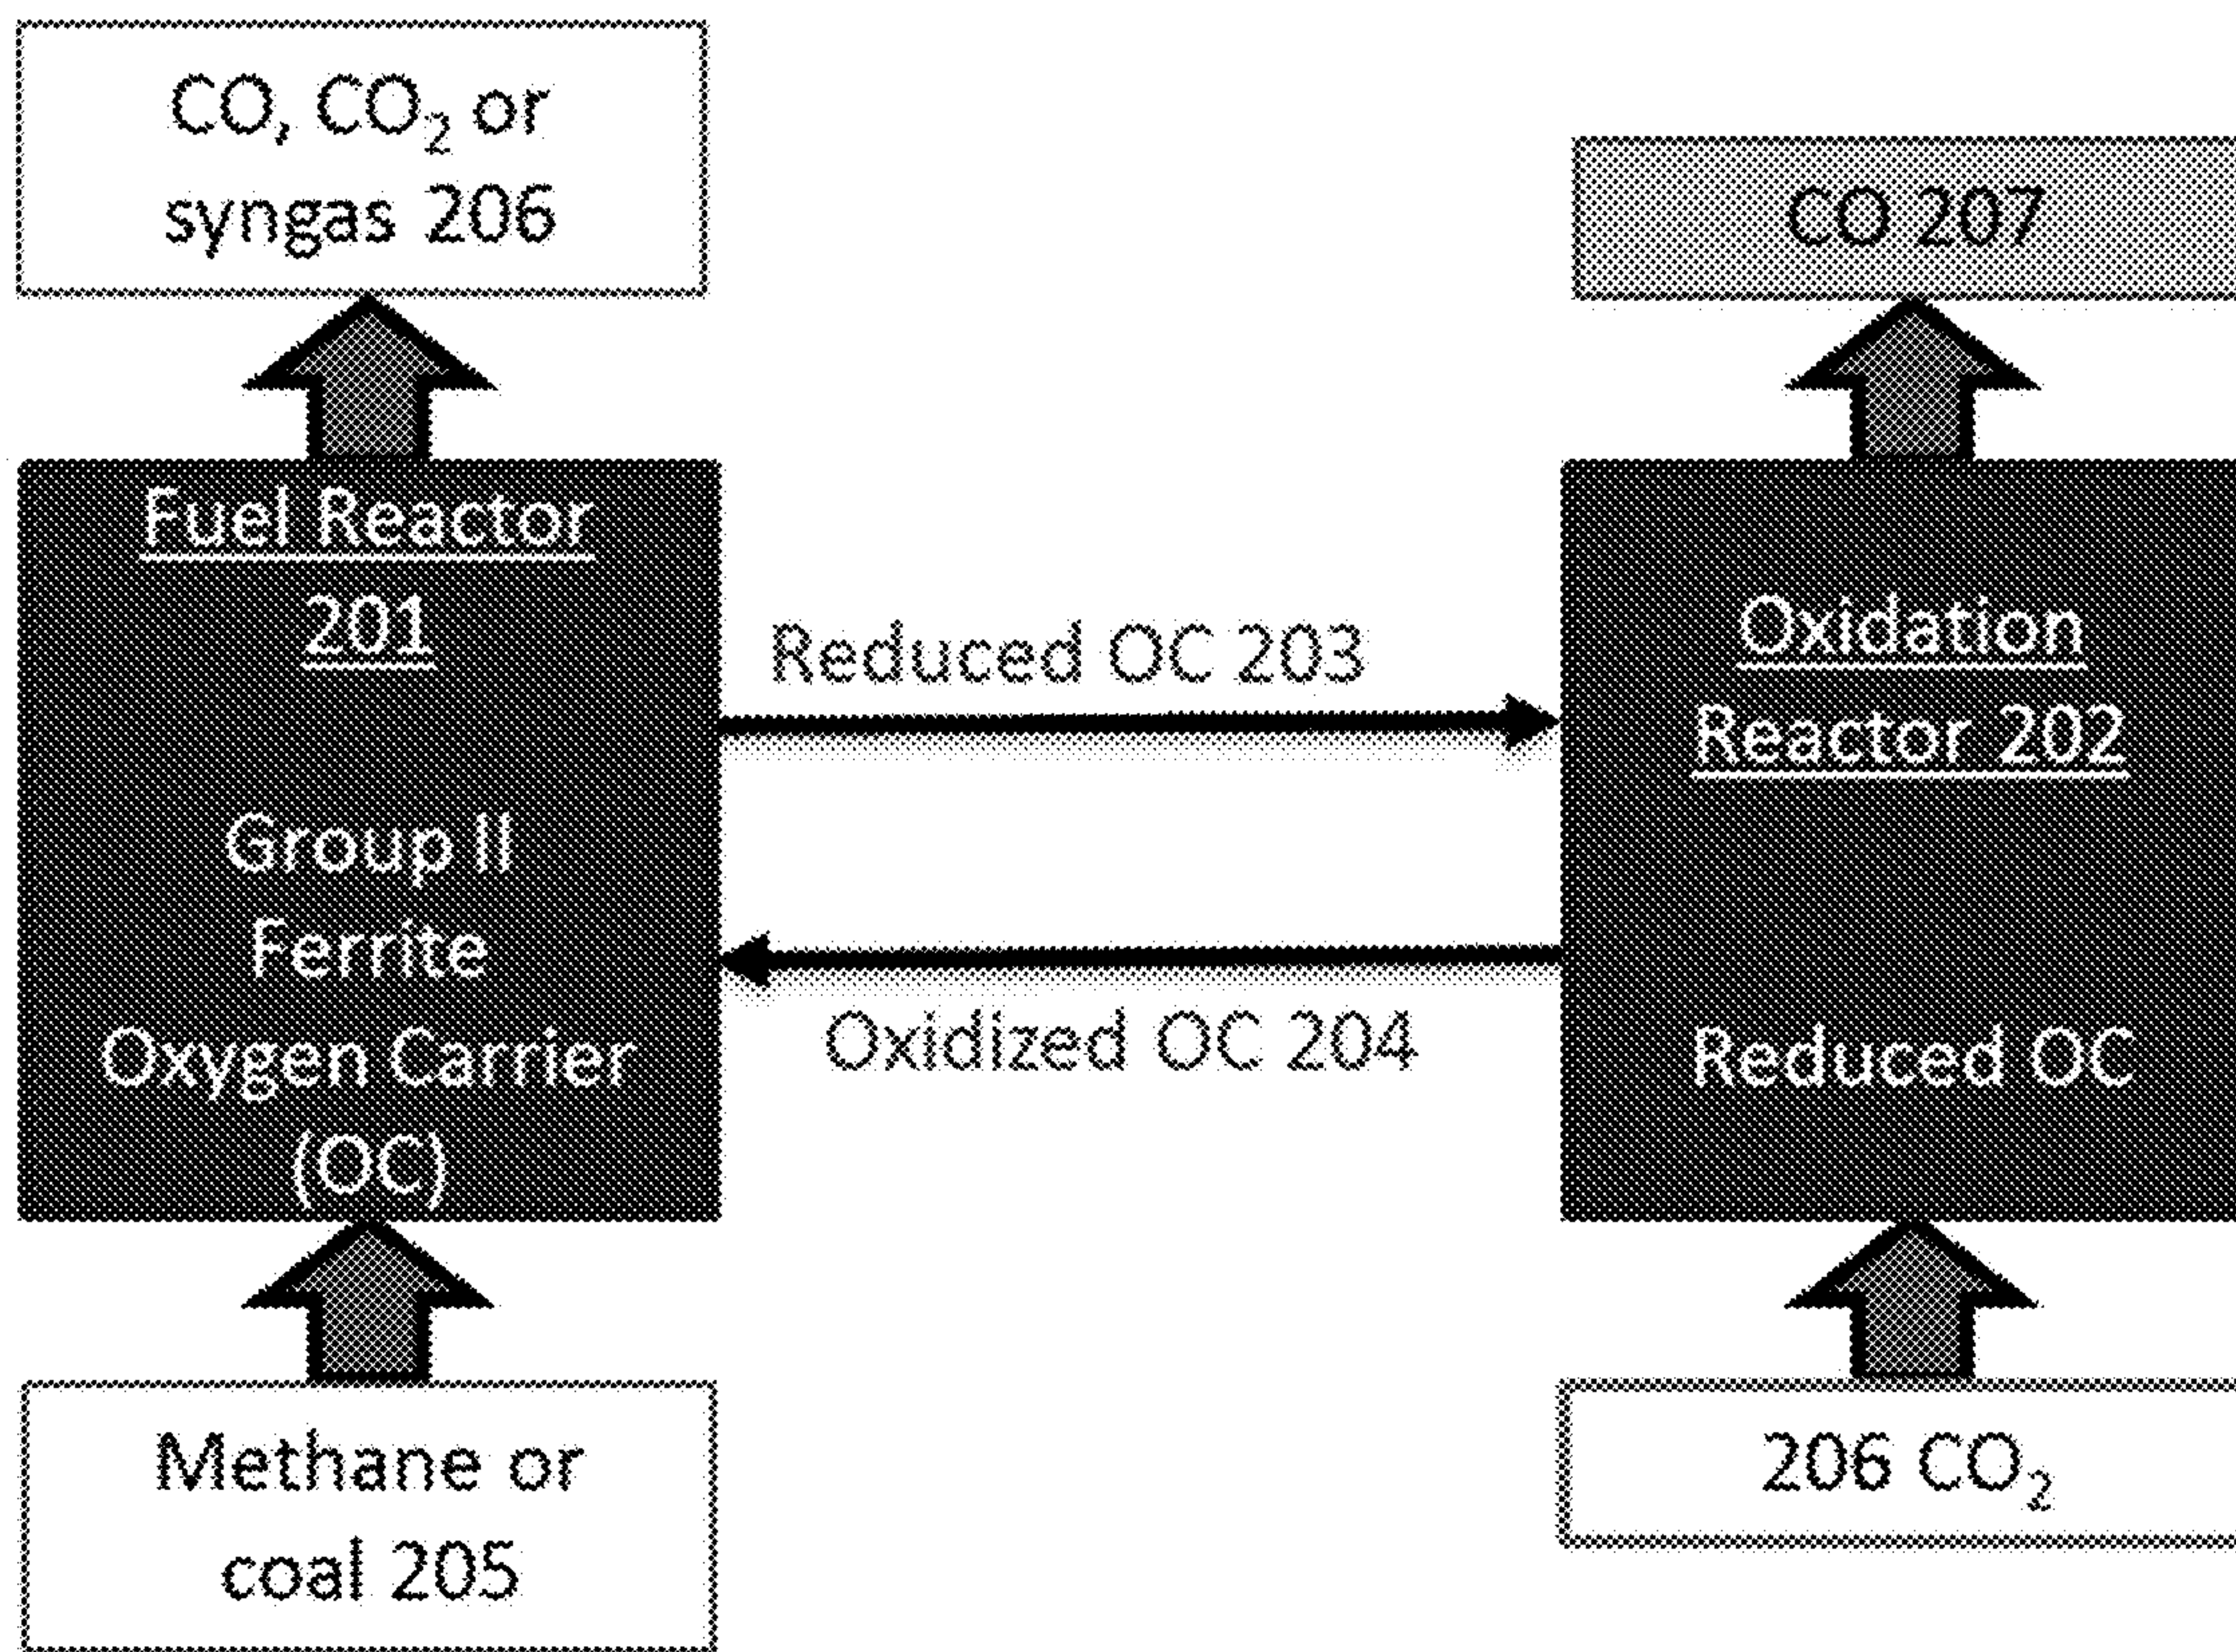 CO, CO₂ or
syngas 206
CO 207
Fuel Reactor
201
Group II
Ferrite
Oxygen Carrier
(OC)
Reduced OC 203
Oxidized OC 204
Oxidation
Reactor 202
Reduced OC
Methane or
coal 205
206 CO₂